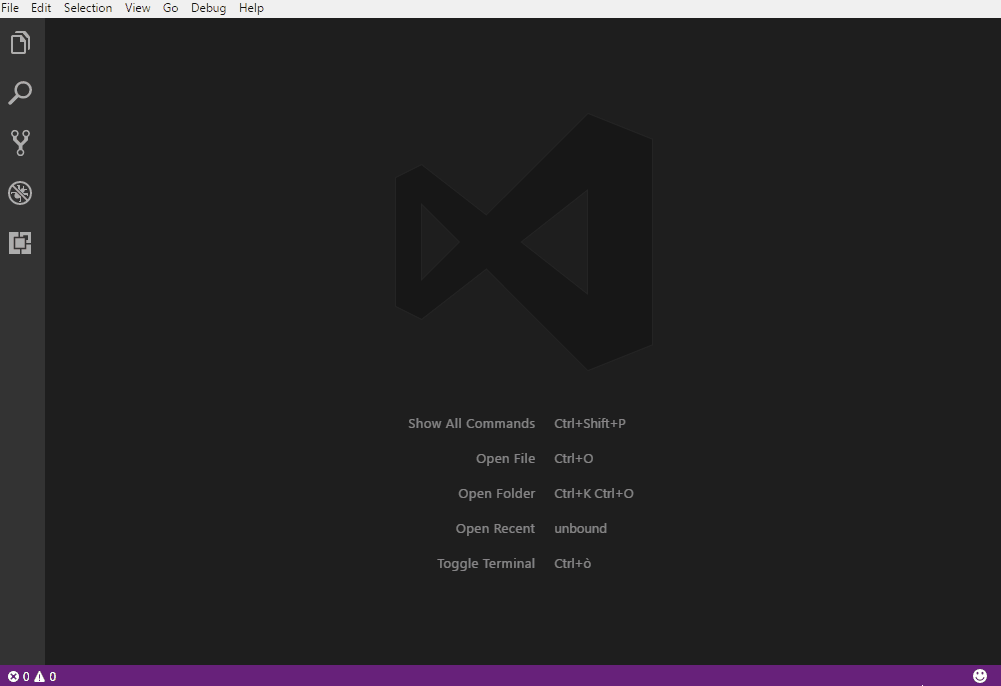 File Edit Selection View Go Debug Help
Show All Commands Ctrl+Shift+P
Open File Ctrl+O
Open Folder Ctrl+K Ctrl+O
Open Recent unbound
Toggle Terminal Ctrl+ò
0 0